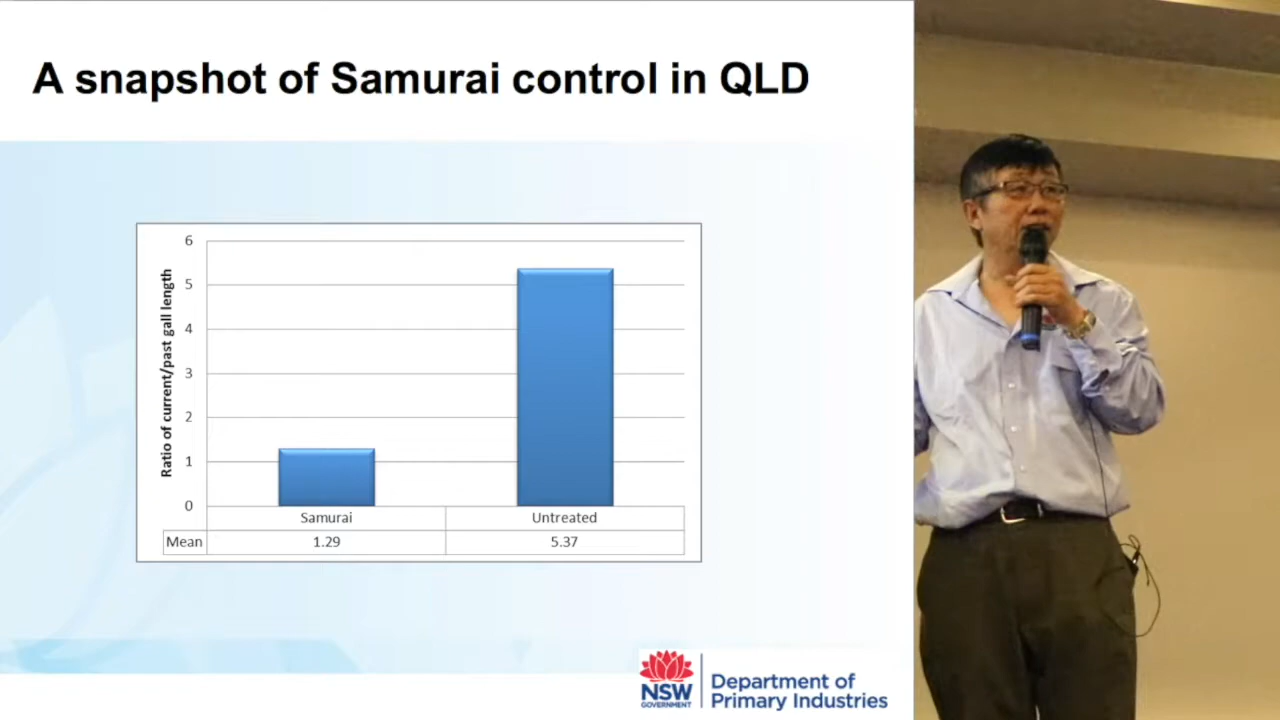 A snapshot of Samurai control in QLD
Ratio of current/past gall length
6
5
4
3
2
1
0
Samurai Untreated
Mean 1.29 5.37
NSW
GOVERNMENT
Department of
Primary Industries